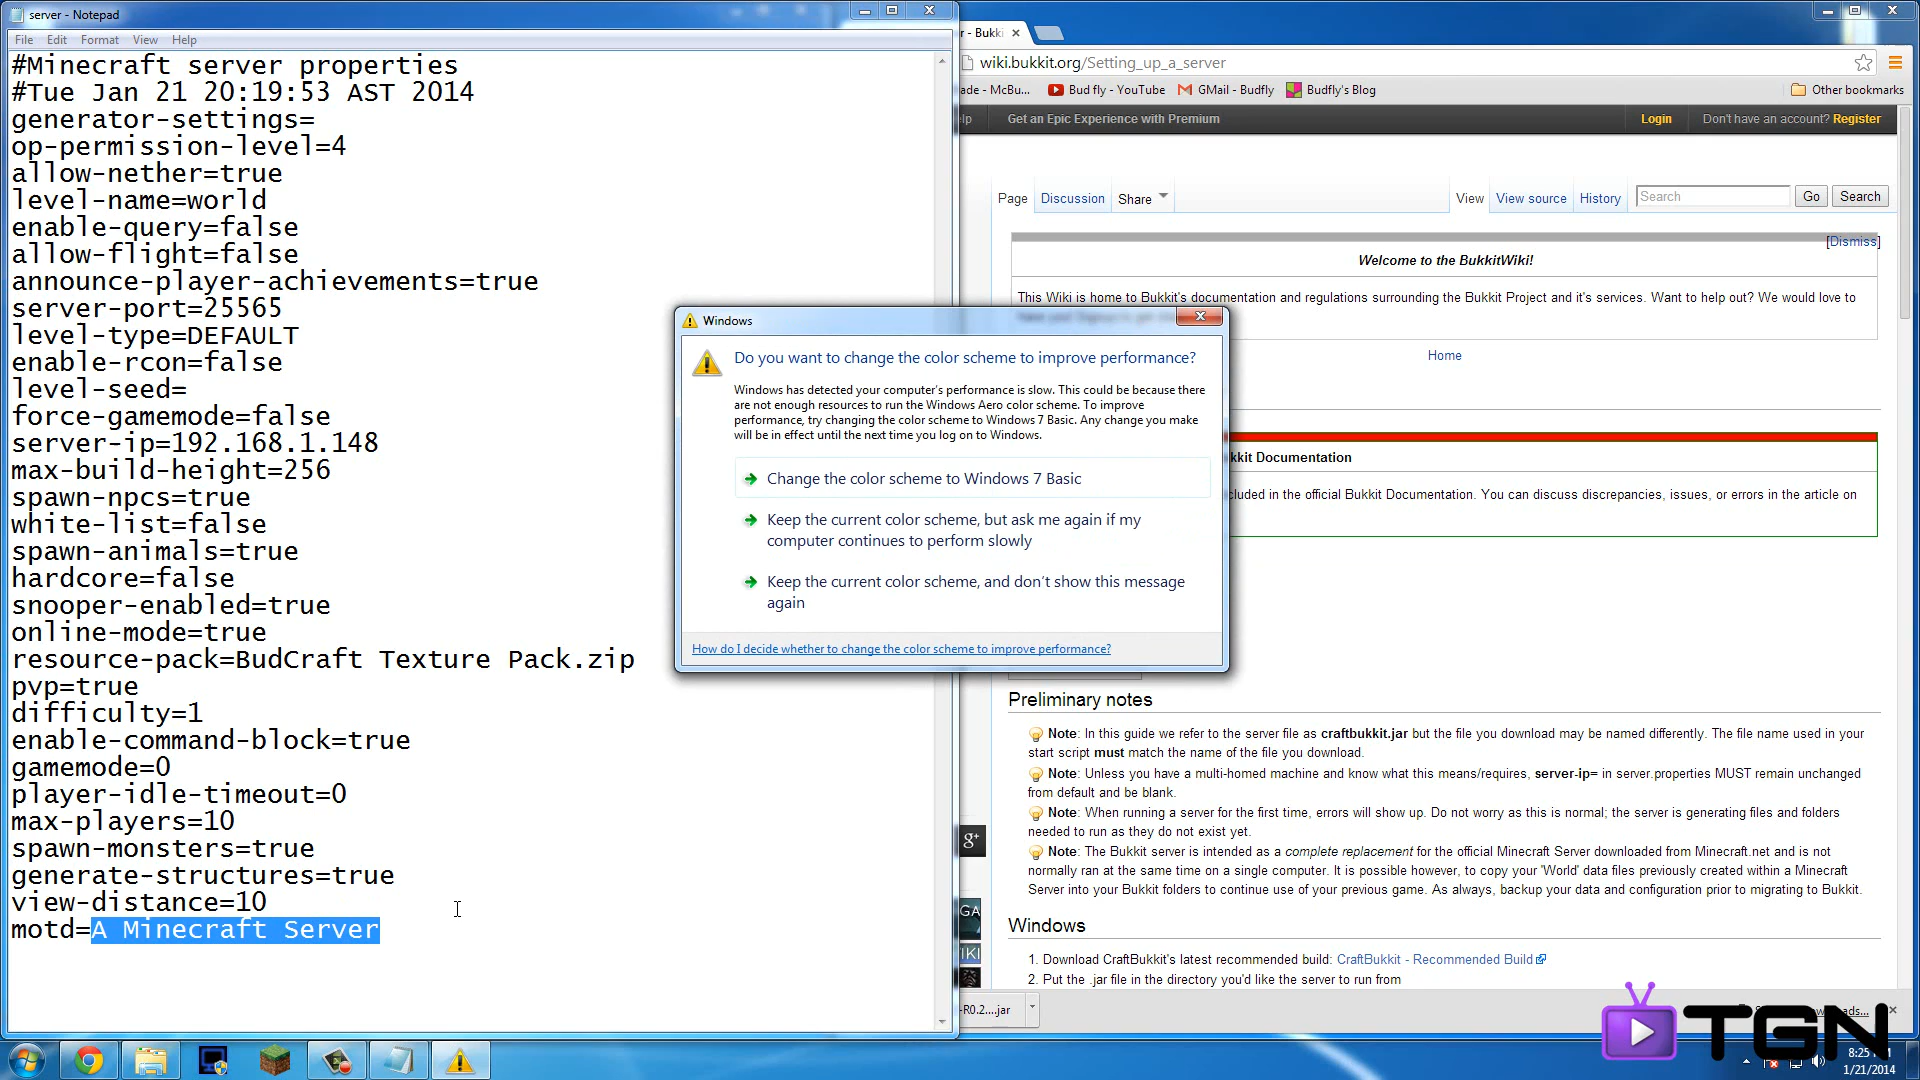 server - Notepad
File Edit Format View Help
#Minecraft server properties
#Tue Jan 21 20:19:53 AST 2014
generator-settings=
op-permission-level=4
allow-nether=true
level-name=world
enable-query=false
allow-flight=false
announce-player-achievements=true
server-port=25565
level-type=DEFAULT
enable-rcon=false
level-seed=
force-gamemode=false
server-ip=192.168.1.148
max-build-height=256
spawn-npcs=true
white-list=false
spawn-animals=true
hardcore=false
snooper-enabled=true
online-mode=true
resource-pack=BudCraft Texture Pack.zip
pvp=true
difficulty=1
enable-command-block=true
gamemode=0
player-idle-timeout=0
max-players=10
spawn-monsters=true
generate-structures=true
view-distance=10
motd=A Minecraft Server
Windows
Do you want to change the color scheme to improve performance?
Windows has detected your computer's performance is slow. This could be because there
are not enough resources to run the Windows Aero color scheme. To improve
performance, try changing the color scheme to Windows 7 Basic. Any change you make
will be in effect until the next time you log on to Windows.
Change the color scheme to Windows 7 Basic
Keep the current color scheme, but ask me again if my
computer continues to perform slowly
Keep the current color scheme, and don't show this message
again
How do I decide whether to change the color scheme to improve performance?
r - Bukki
wiki.bukkit.org/Setting_up_a_server
ade - McBu... Bud fly - YouTube GMail - Budfly Budfly's Blog Other bookmarks
elp Get an Epic Experience with Premium Login Don't have an account? Register
Page Discussion Share View View source History Search Go Search
[Dismiss]
Welcome to the BukkitWiki!
This Wiki is home to Bukkit's documentation and regulations surrounding the Bukkit Project and it's services. Want to help out? We would love to
Home
kkit Documentation
cluded in the official Bukkit Documentation. You can discuss discrepancies, issues, or errors in the article on
Preliminary notes
Note: In this guide we refer to the server file as craftbukkit.jar but the file you download may be named differently. The file name used in your
start script must match the name of the file you download.
Note: Unless you have a multi-homed machine and know what this means/requires, server-ip= in server.properties MUST remain unchanged
from default and be blank.
Note: When running a server for the first time, errors will show up. Do not worry as this is normal; the server is generating files and folders
needed to run as they do not exist yet.
Note: The Bukkit server is intended as a complete replacement for the official Minecraft Server downloaded from Minecraft.net and is not
normally ran at the same time on a single computer. It is possible however, to copy your 'World' data files previously created within a Minecraft
Server into your Bukkit folders to continue use of your previous game. As always, backup your data and configuration prior to migrating to Bukkit.
Windows
1. Download CraftBukkit's latest recommended build: CraftBukkit - Recommended Build
2. Put the .jar file in the directory you'd like the server to run from
g+
GA
IKI
-R0.2....jar
TGN
1/21/2014